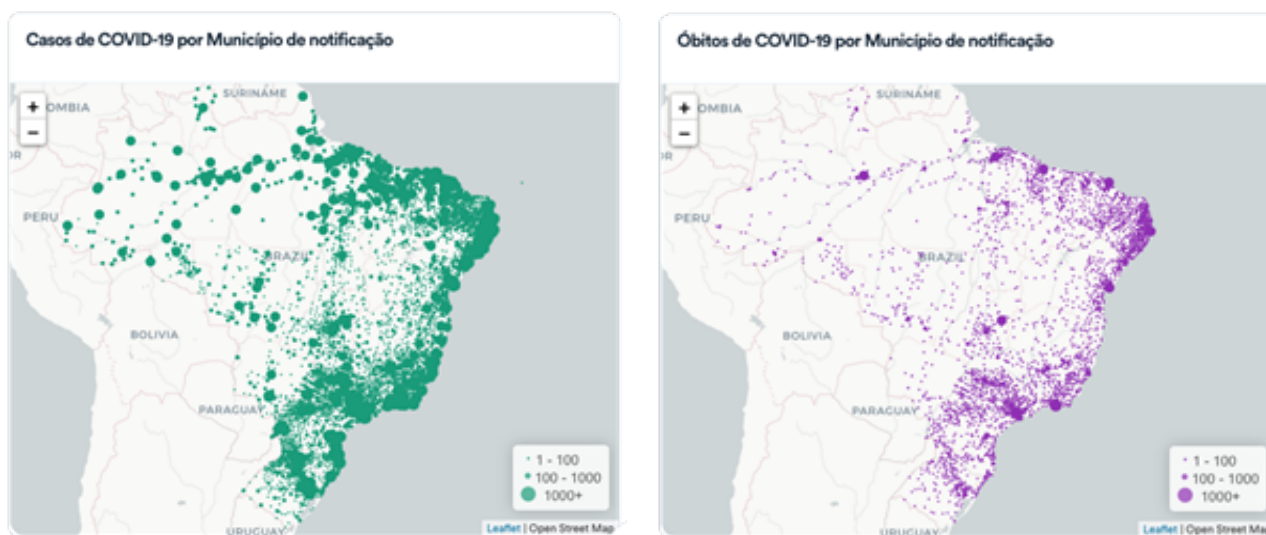 Casos de COVID-19 por Município de notificação
+
−
OMBIA
SURINAME
PERU
BRAZIL
BOLIVIA
PARAGUAY
URUGUAY
1 - 100
100 - 1000
1000+
Leaflet | Open Street Map
Óbitos de COVID-19 por Município de notificação
+
−
OMBIA
SURINAME
OR
PERU
BRAZIL
BOLIVIA
PARAGUAY
URUGUAY
1 - 100
100 - 1000
1000+
Leaflet | Open Street Map